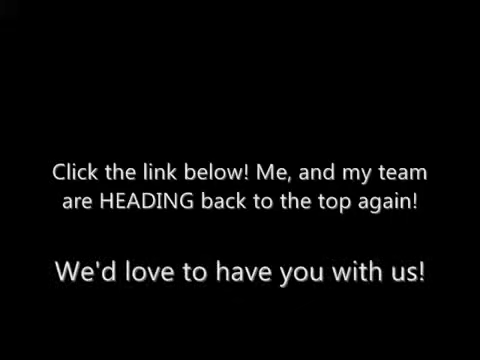 Click the link below! Me, and my team
are HEADING back to the top again!
We'd love to have you with us!